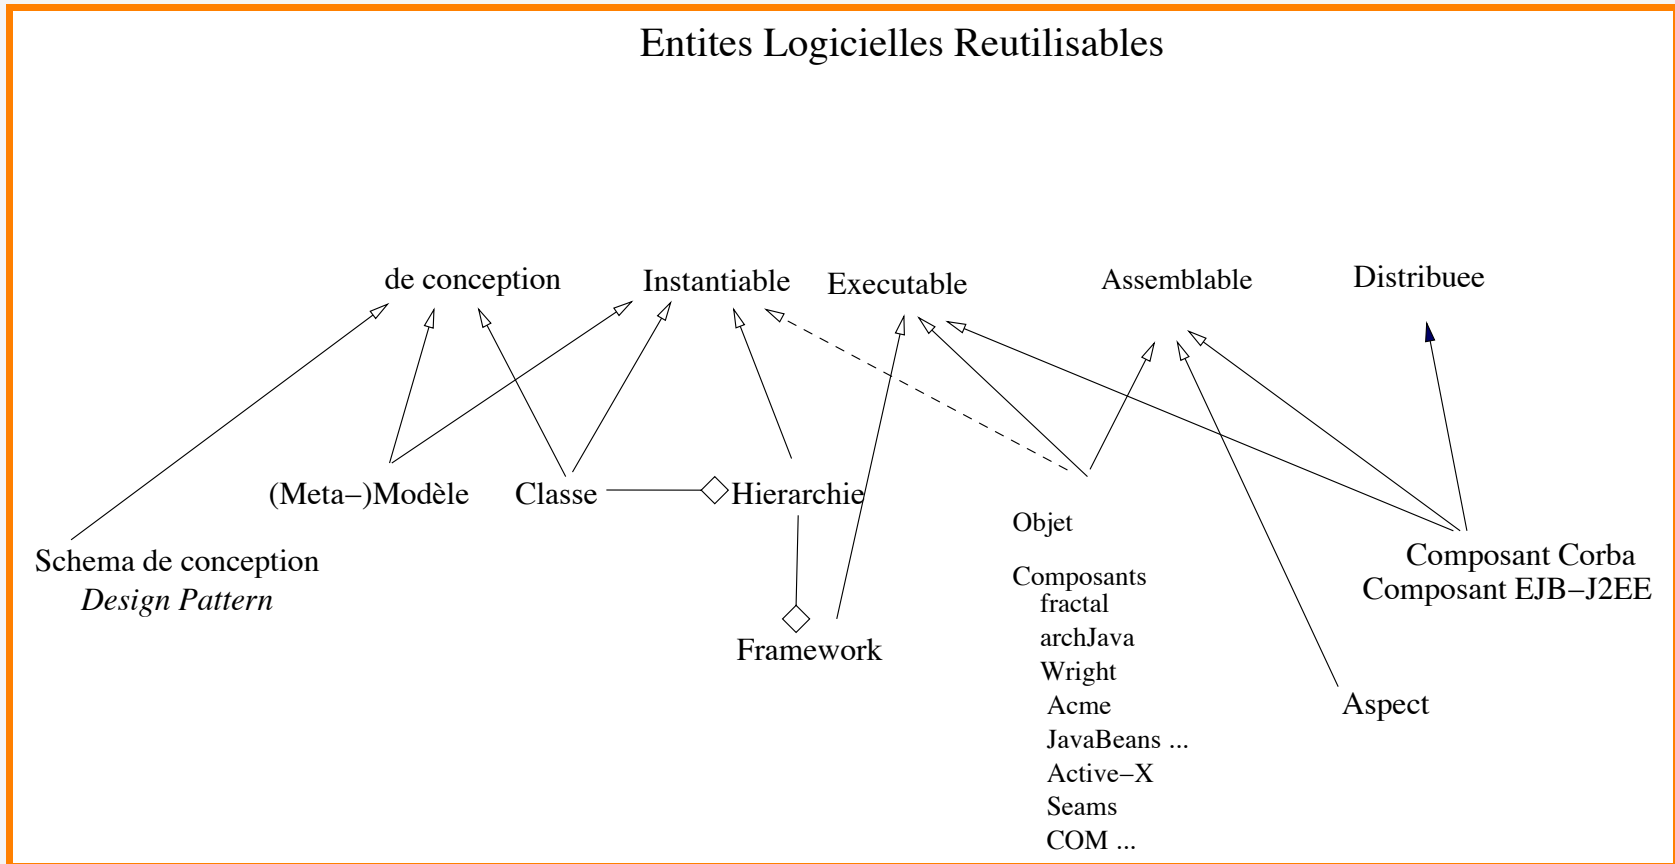 Entites Logicielles Reutilisables
de conception
Instantiable
Executable
Assemblable
Distribuee
(Meta−)Modèle
Classe
Hierarchie
Schema de conception
Design Pattern
Framework
Objet
Composants
fractal
archJava
Wright
Acme
JavaBeans ...
Active−X
Seams
COM ...
Composant Corba
Composant EJB−J2EE
Aspect